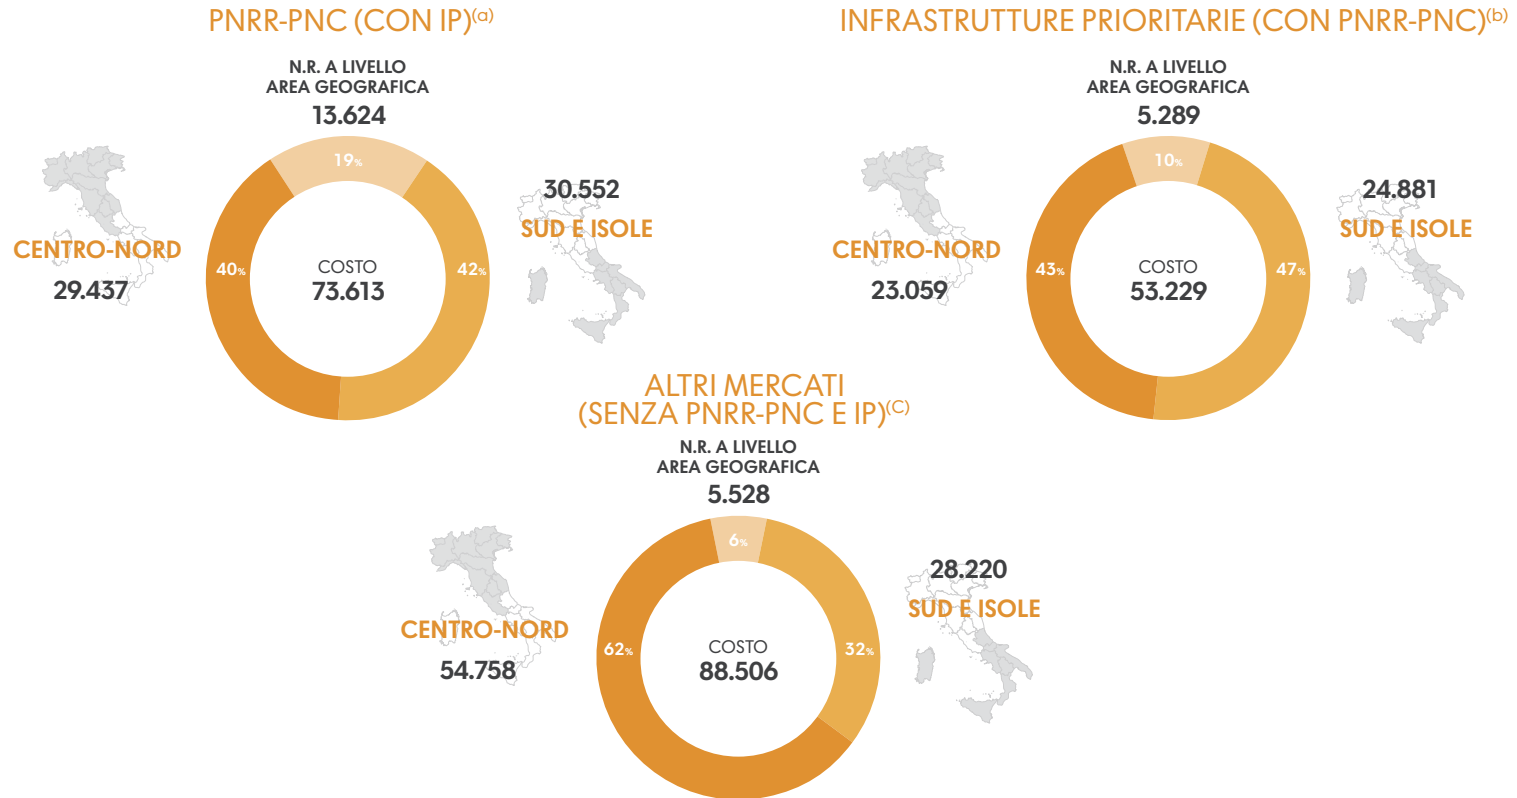 PNRR-PNC (CON IP)(a)
N.R. A LIVELLO
AREA GEOGRAFICA
13.624
19%
CENTRO-NORD
29.437
40%
COSTO
73.613
42%
30.552
SUD E ISOLE
INFRASTRUTTURE PRIORITARIE (CON PNRR-PNC)(b)
N.R. A LIVELLO
AREA GEOGRAFICA
5.289
10%
CENTRO-NORD
23.059
43%
COSTO
53.229
47%
24.881
SUD E ISOLE
ALTRI MERCATI
(SENZA PNRR-PNC E IP)(C)
N.R. A LIVELLO
AREA GEOGRAFICA
5.528
6%
CENTRO-NORD
54.758
62%
COSTO
88.506
32%
28.220
SUD E ISOLE